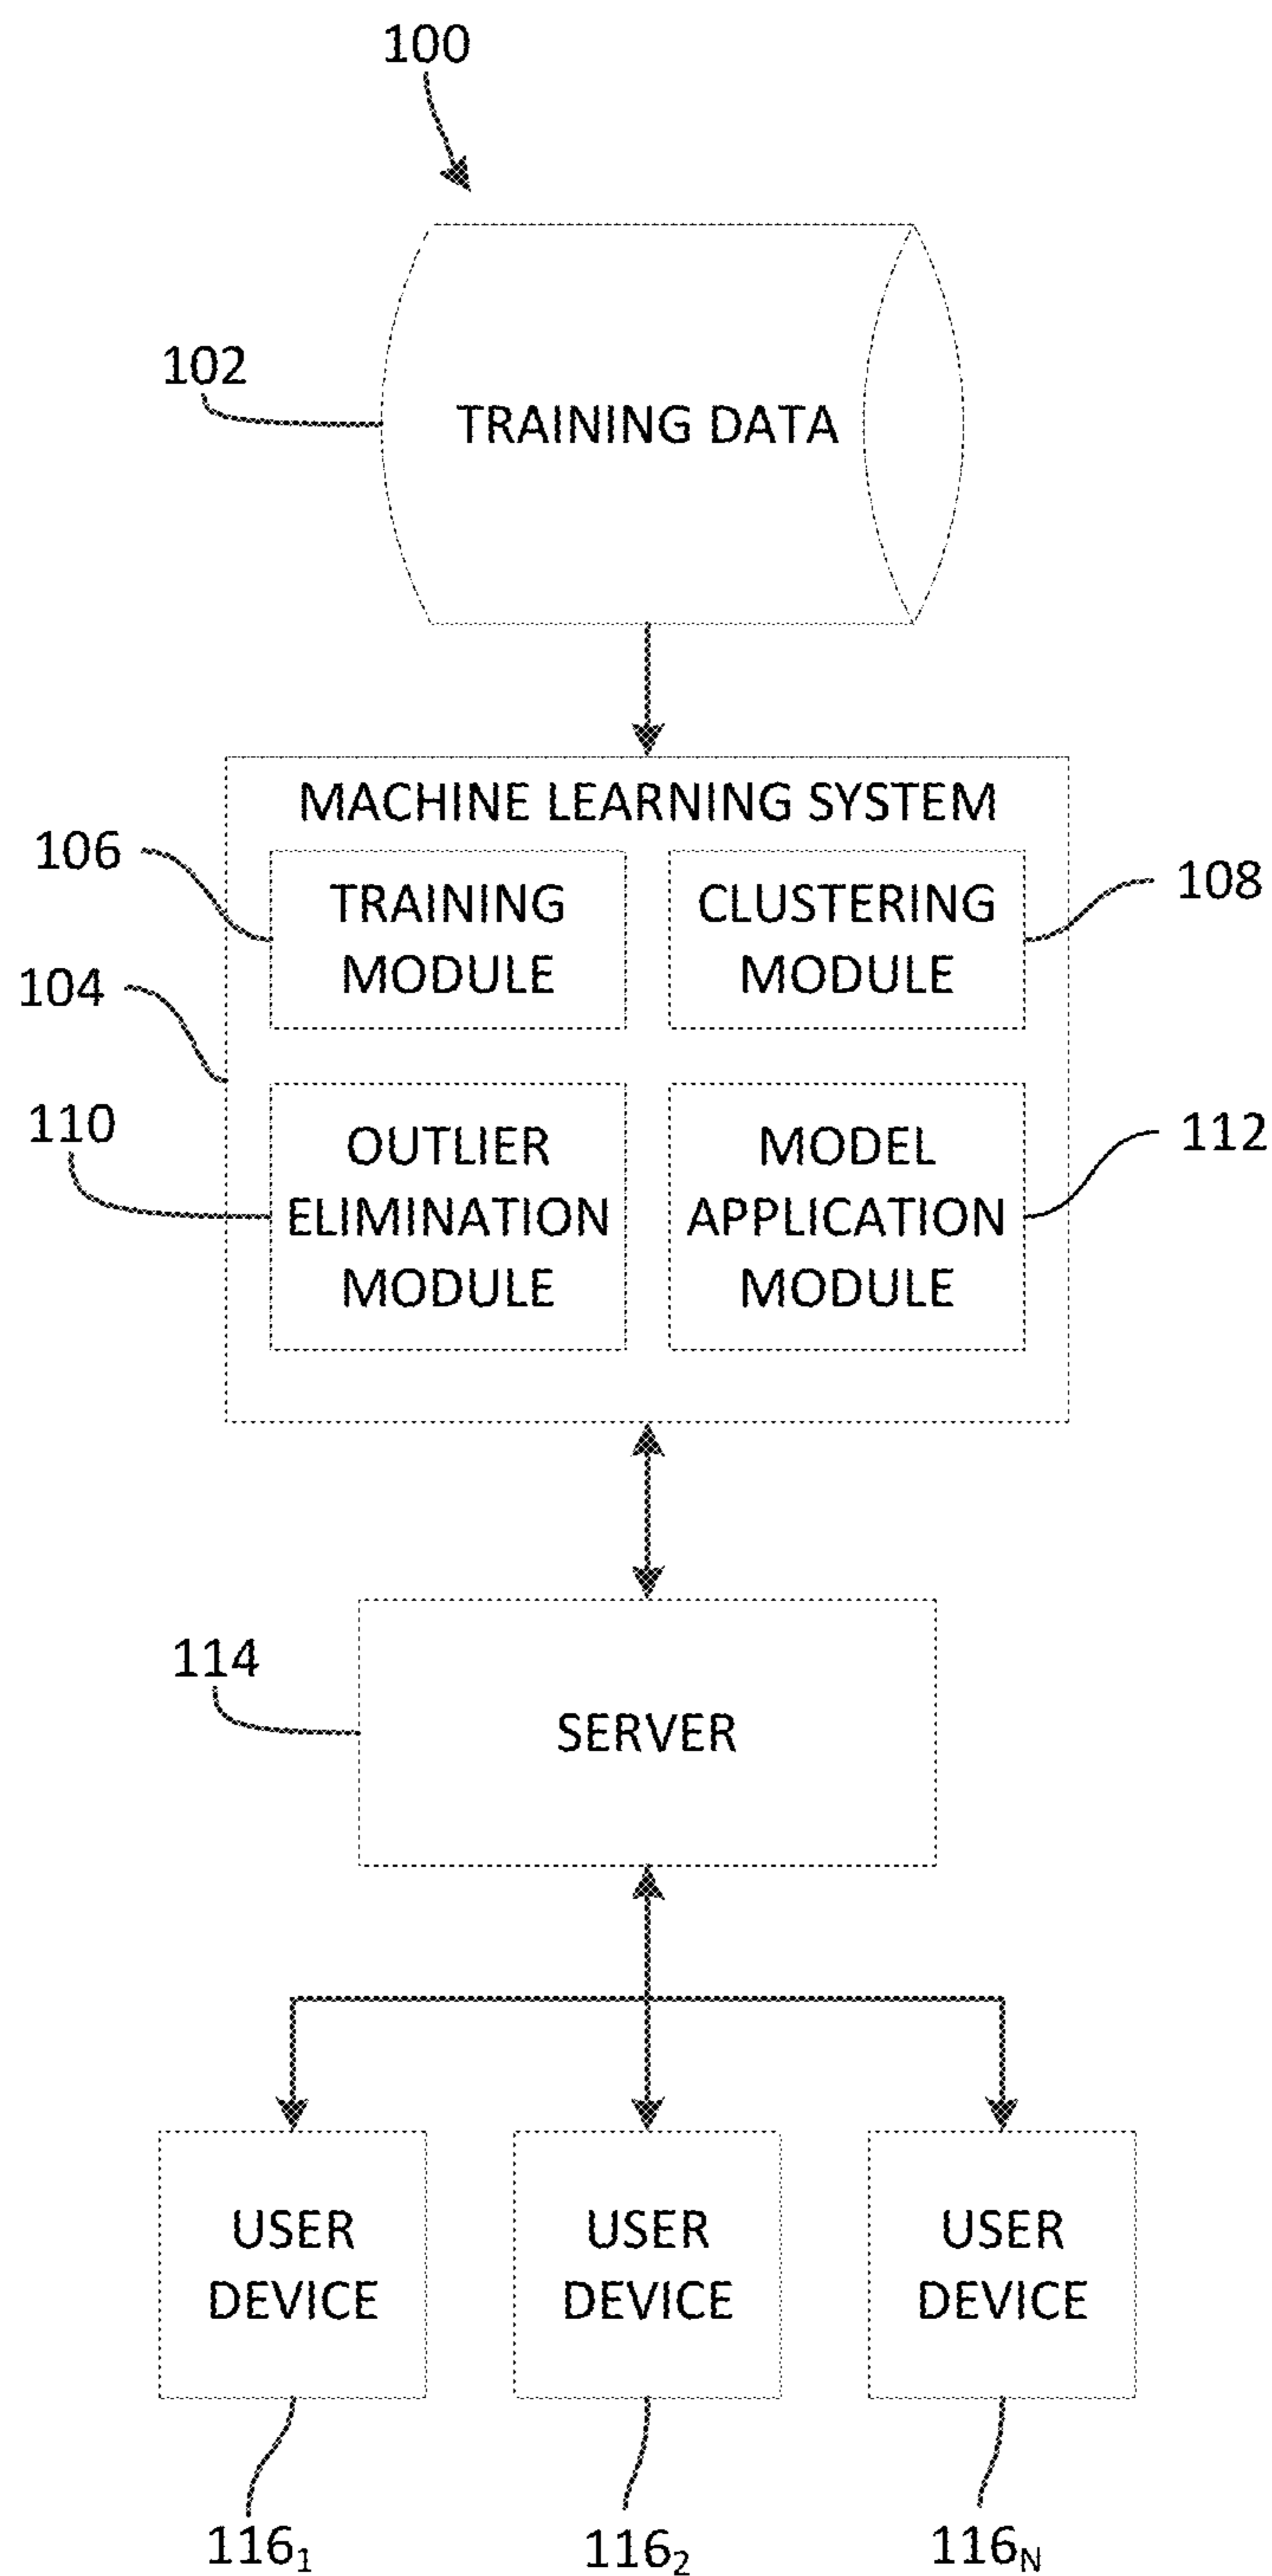 100
102
TRAINING DATA
MACHINE LEARNING SYSTEM
106
TRAINING
MODULE
CLUSTERING
MODULE
108
104
110
OUTLIER
ELIMINATION
MODULE
MODEL
APPLICATION
MODULE
112
114
SERVER
USER
DEVICE
USER
DEVICE
USER
DEVICE
116₁
116₂
116N